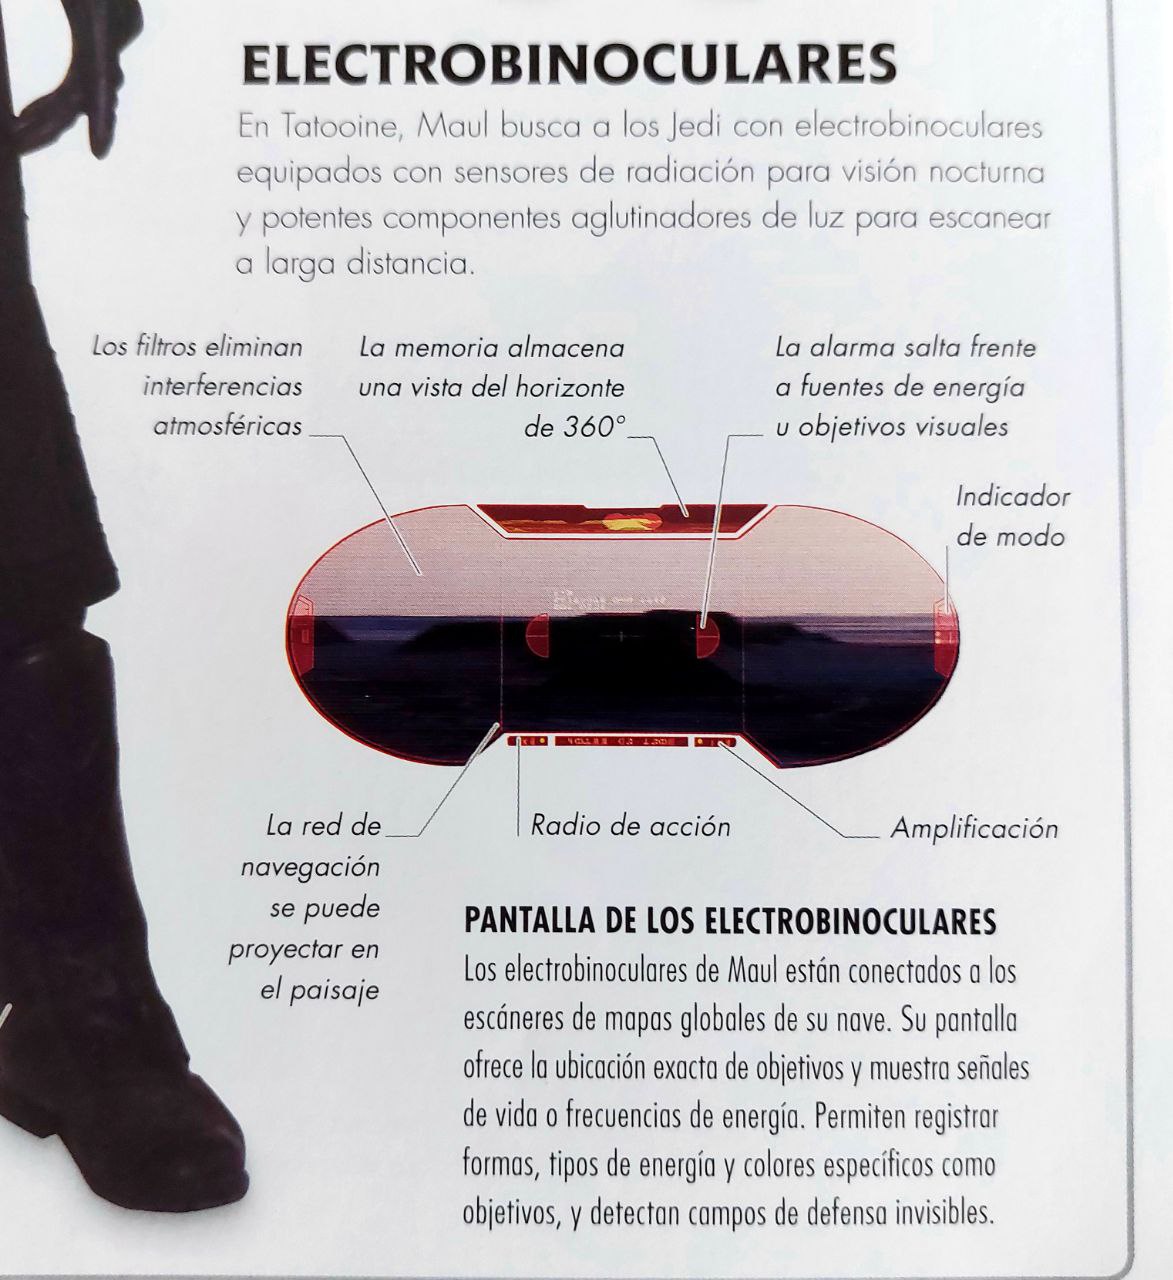 ELECTROBINOCULARES
En Tatooine, Maul busca a los Jedi con electrobinoculares
equipados con sensores de radiación para visión nocturna
y potentes componentes aglutinadores de luz para escanear
a larga distancia.
Los filtros eliminan
interferencias
atmosféricas
La memoria almacena
una vista del horizonte
de 360°
La alarma salta frente
a fuentes de energía
u objetivos visuales
Indicador
de modo
La red de
navegación
se puede
proyectar en
el paisaje
Radio de acción
Amplificación
PANTALLA DE LOS ELECTROBINOCULARES
Los electrobinoculares de Maul están conectados a los
escáneres de mapas globales de su nave. Su pantalla
ofrece la ubicación exacta de objetivos y muestra señales
de vida o frecuencias de energía. Permiten registrar
formas, tipos de energía y colores específicos como
objetivos, y detectan campos de defensa invisibles.